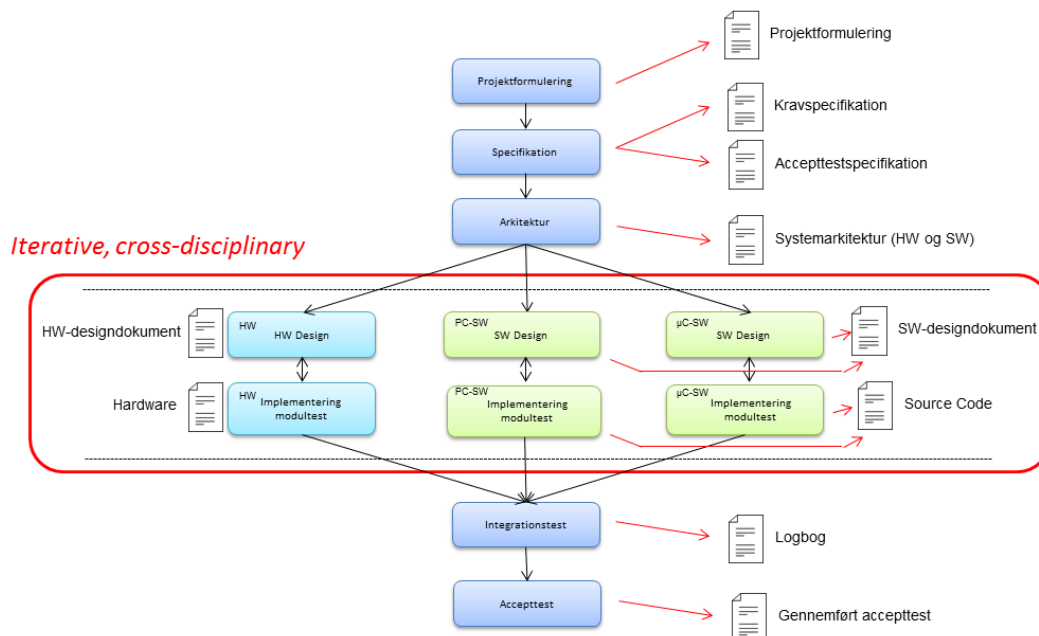 Projektformulering
Projektformulering
Kravspecifikation
Specifikation
Accepttestspecifikation
Arkitektur
Systemarkitektur (HW og SW)
Iterative, cross-disciplinary
HW-designdokument
HW
HW Design
PC-SW
SW Design
µC-SW
SW Design
SW-designdokument
Hardware
HW
Implementering
modultest
PC-SW
Implementering
modultest
µC-SW
Implementering
modultest
Source Code
Integrationstest
Logbog
Accepttest
Gennemført accepttest